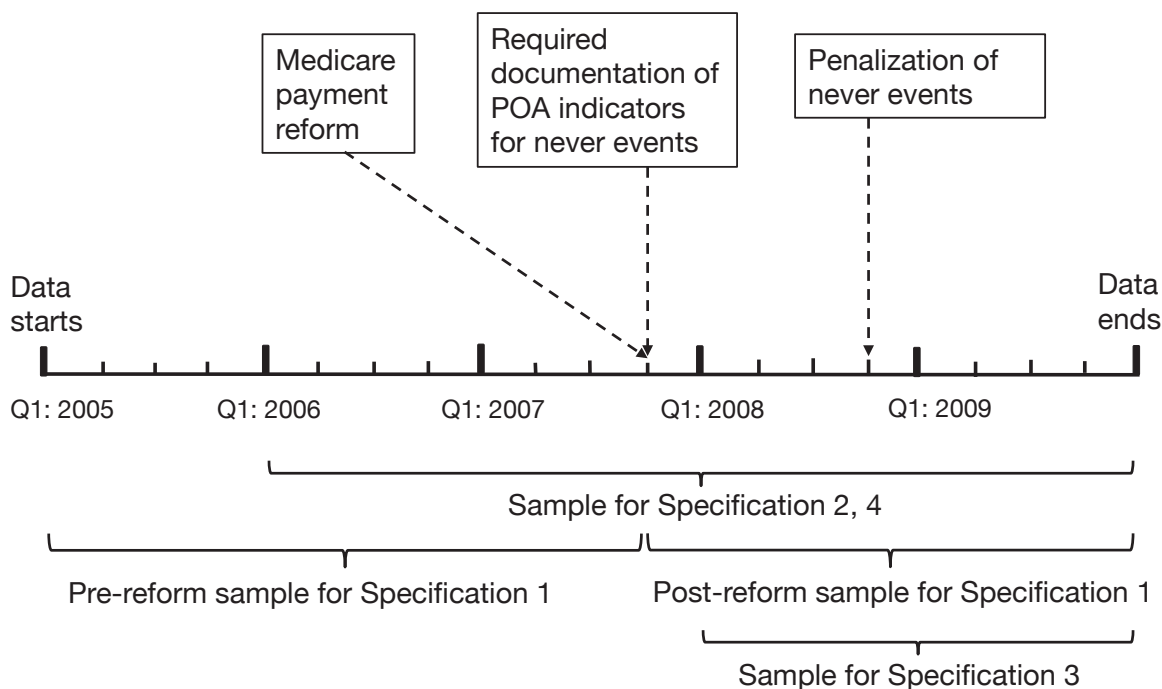 Medicare
payment
reform
Required
documentation of
POA indicators
for never events
Penalization of
never events
Data
starts
Data
ends
Q1: 2005
Q1: 2006
Q1: 2007
Q1: 2008
Q1: 2009
Sample for Specification 2, 4
Pre-reform sample for Specification 1
Post-reform sample for Specification 1
Sample for Specification 3